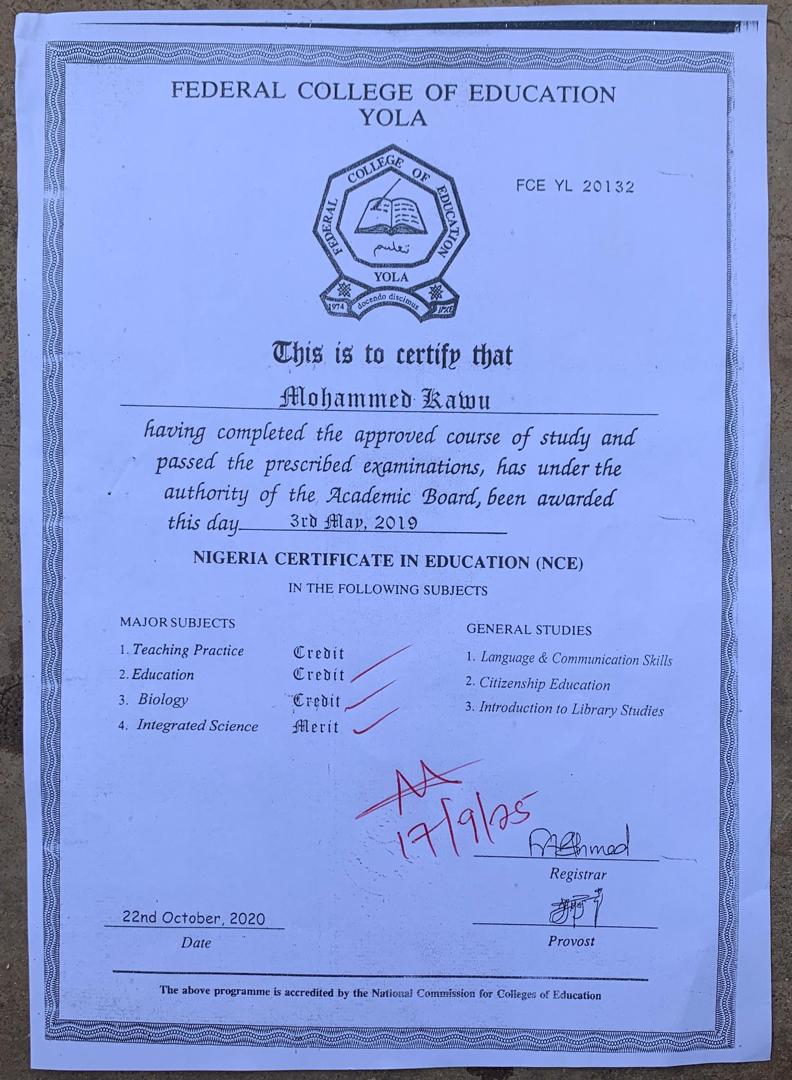 FEDERAL COLLEGE OF EDUCATION
YOLA
FCE YL 20132
FEDERAL COLLEGE OF EDUCATION
YOLA
1974
docendo discimus
This is to certify that
Mohammed Kawu
having completed the approved course of study and
passed the prescribed examinations, has under the
authority of the Academic Board, been awarded
this day 3rd May, 2019
NIGERIA CERTIFICATE IN EDUCATION (NCE)
IN THE FOLLOWING SUBJECTS
MAJOR SUBJECTS
1. Teaching Practice Credit
2. Education Credit
3. Biology Credit
4. Integrated Science Merit
GENERAL STUDIES
1. Language & Communication Skills
2. Citizenship Education
3. Introduction to Library Studies
17/9/25
Registrar
22nd October, 2020
Date
Provost
The above programme is accredited by the National Commission for Colleges of Education